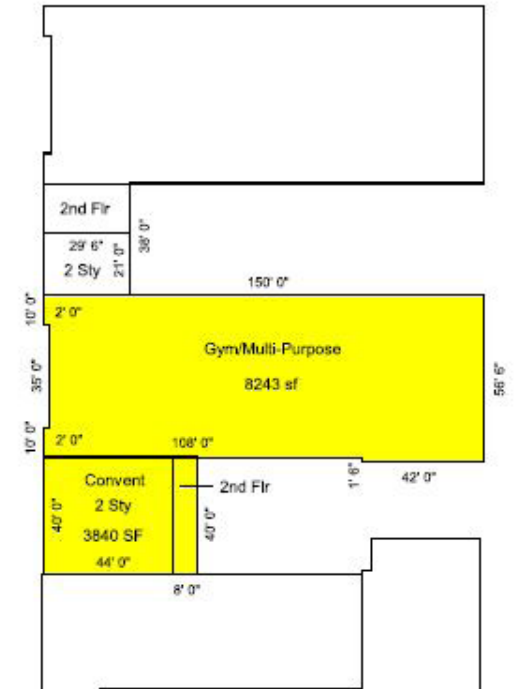 2nd Flr
29' 6"
21' 0"
38' 0"
2 Sty
150' 0"
10' 0"
2' 0"
Gym/Multi-Purpose
8243 sf
35' 0"
56' 6"
10' 0"
2' 0"
108' 0"
1' 6"
42' 0"
Convent
2 Sty
3840 SF
40' 0"
44' 0"
2nd Flr
40' 0"
8' 0"